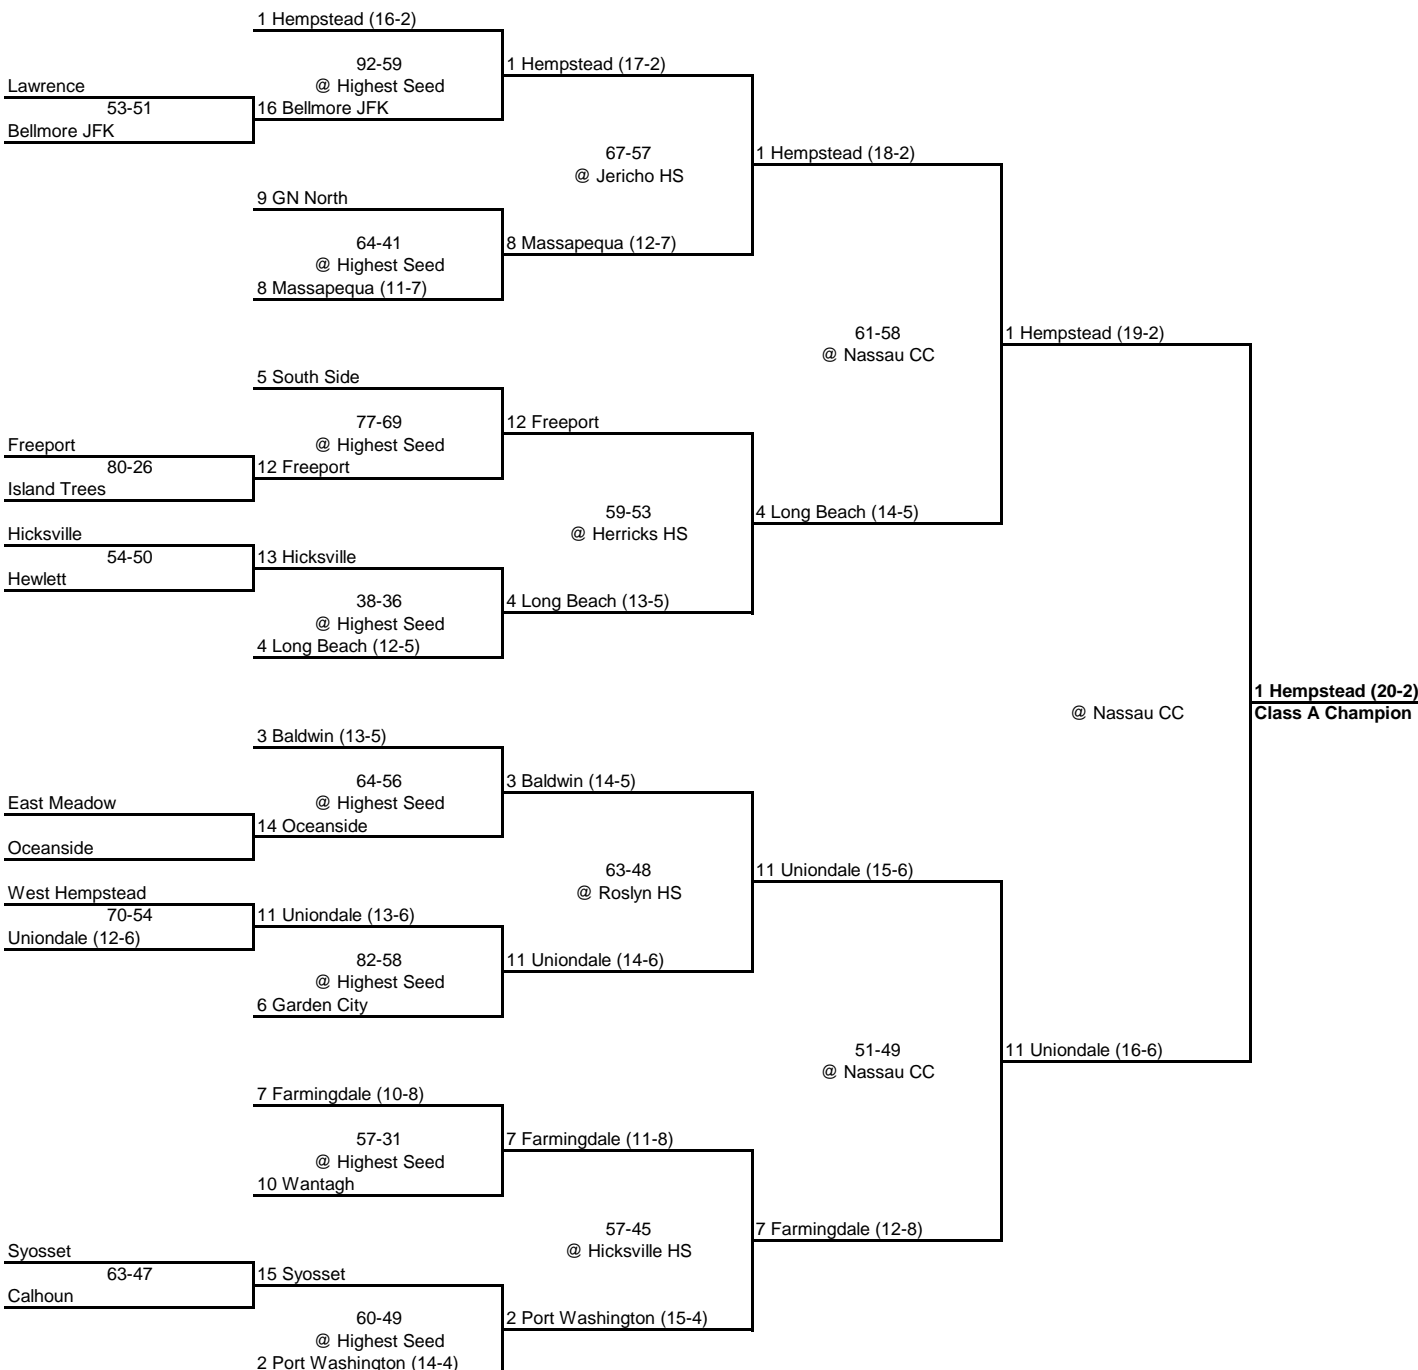 1 Hempstead (16-2)
92-59
@ Highest Seed
1 Hempstead (17-2)
Lawrence
53-51
16 Bellmore JFK
Bellmore JFK
67-57
@ Jericho HS
1 Hempstead (18-2)
9 GN North
64-41
@ Highest Seed
8 Massapequa (12-7)
8 Massapequa (11-7)
61-58
@ Nassau CC
1 Hempstead (19-2)
5 South Side
77-69
@ Highest Seed
12 Freeport
Freeport
80-26
12 Freeport
Island Trees
59-53
@ Herricks HS
4 Long Beach (14-5)
Hicksville
54-50
13 Hicksville
Hewlett
38-36
@ Highest Seed
4 Long Beach (13-5)
4 Long Beach (12-5)
@ Nassau CC
1 Hempstead (20-2)
Class A Champion
3 Baldwin (13-5)
64-56
@ Highest Seed
3 Baldwin (14-5)
East Meadow
14 Oceanside
Oceanside
63-48
@ Roslyn HS
11 Uniondale (15-6)
West Hempstead
70-54
11 Uniondale (13-6)
Uniondale (12-6)
82-58
@ Highest Seed
11 Uniondale (14-6)
6 Garden City
51-49
@ Nassau CC
11 Uniondale (16-6)
7 Farmingdale (10-8)
57-31
@ Highest Seed
7 Farmingdale (11-8)
10 Wantagh
57-45
@ Hicksville HS
7 Farmingdale (12-8)
Syosset
63-47
15 Syosset
Calhoun
60-49
@ Highest Seed
2 Port Washington (15-4)
2 Port Washington (14-4)